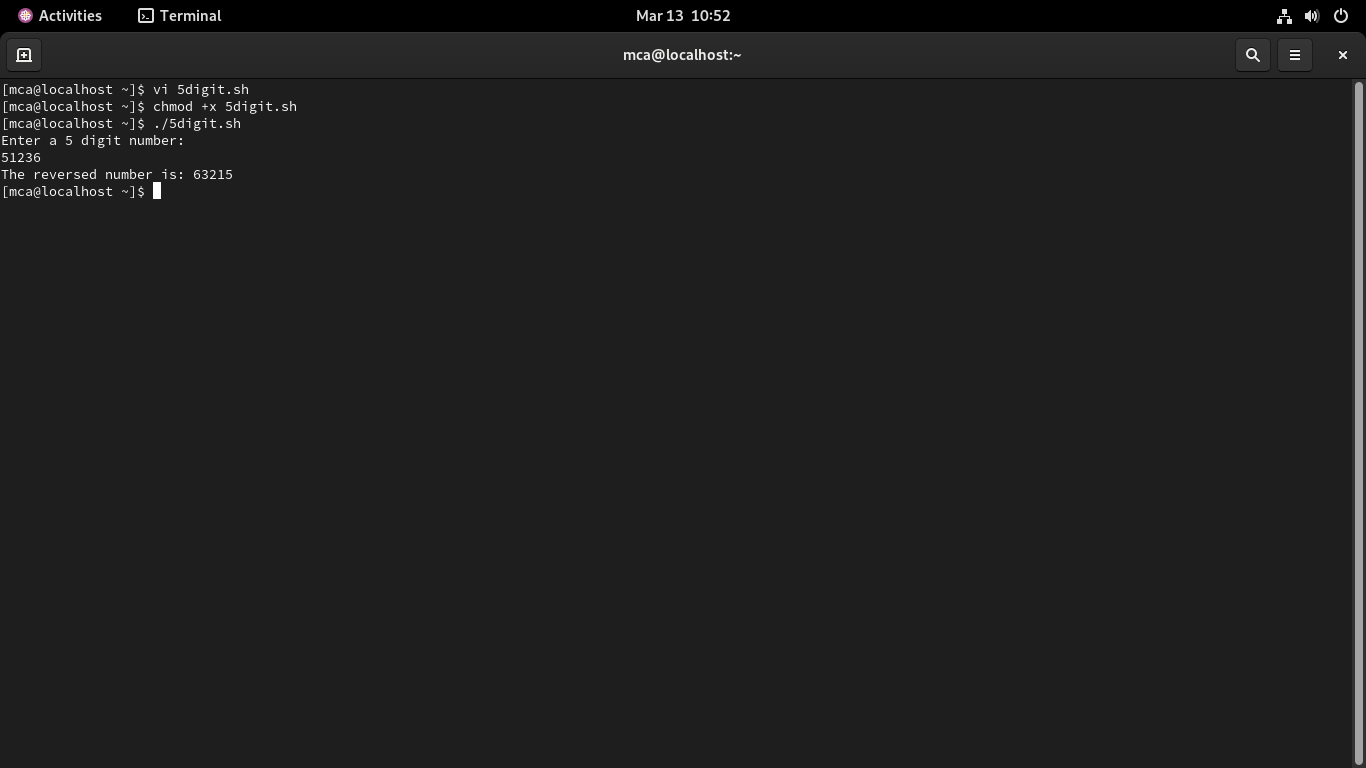 Activities Terminal Mar 13 10:52
mca@localhost:~
[mca@localhost ~]$ vi 5digit.sh
[mca@localhost ~]$ chmod +x 5digit.sh
[mca@localhost ~]$ ./5digit.sh
Enter a 5 digit number:
51236
The reversed number is: 63215
[mca@localhost ~]$